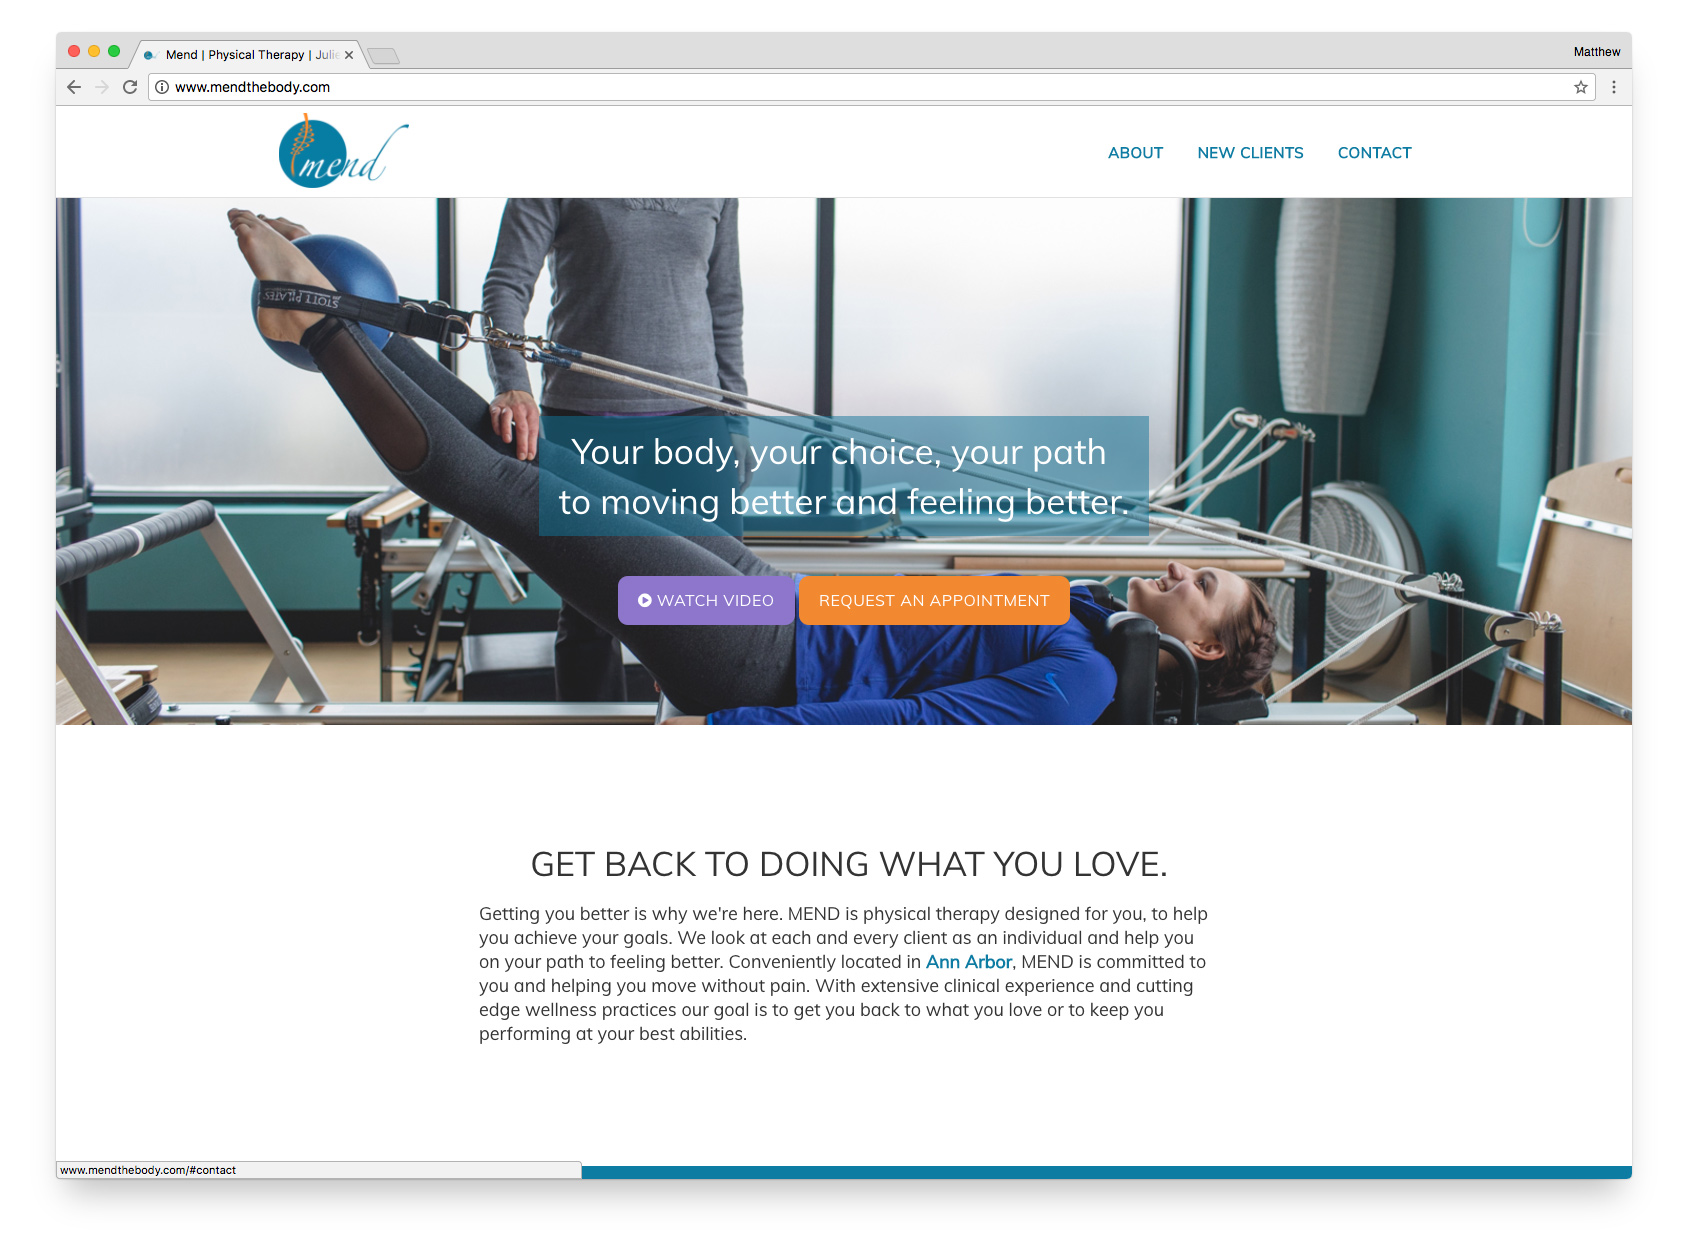 Mend | Physical Therapy | Julie
Matthew
www.mendthebody.com
mend
ABOUT NEW CLIENTS CONTACT
STOTT PILATES
Your body, your choice, your path
to moving better and feeling better.
WATCH VIDEO REQUEST AN APPOINTMENT
GET BACK TO DOING WHAT YOU LOVE.
Getting you better is why we're here. MEND is physical therapy designed for you, to help
you achieve your goals. We look at each and every client as an individual and help you
on your path to feeling better. Conveniently located in Ann Arbor, MEND is committed to
you and helping you move without pain. With extensive clinical experience and cutting
edge wellness practices our goal is to get you back to what you love or to keep you
performing at your best abilities.
www.mendthebody.com/#contact